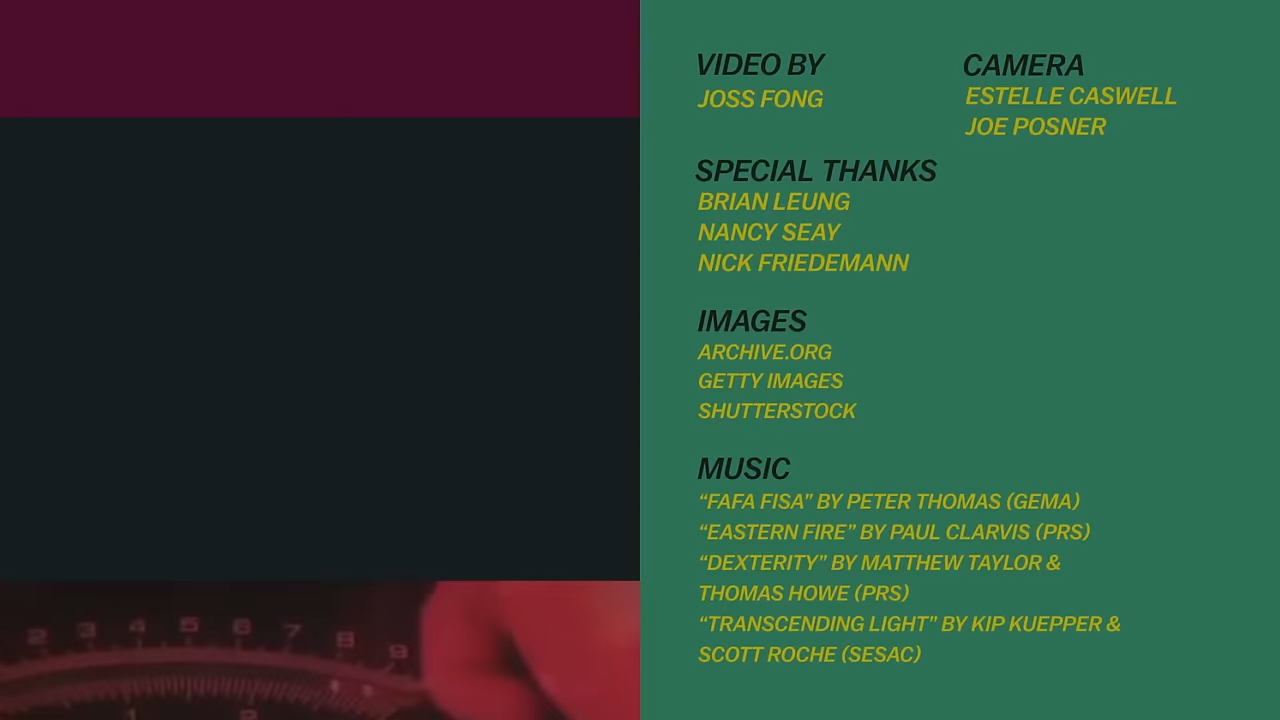 VIDEO BY
JOSS FONG
CAMERA
ESTELLE CASWELL
JOE POSNER
SPECIAL THANKS
BRIAN LEUNG
NANCY SEAY
NICK FRIEDEMANN
IMAGES
ARCHIVE.ORG
GETTY IMAGES
SHUTTERSTOCK
MUSIC
“FAFA FISA” BY PETER THOMAS (GEMA)
“EASTERN FIRE” BY PAUL CLARVIS (PRS)
“DEXTERITY” BY MATTHEW TAYLOR &
THOMAS HOWE (PRS)
“TRANSCENDING LIGHT” BY KIP KUEPPER &
SCOTT ROCHE (SESAC)
2 3 4 5 6 7 8 9